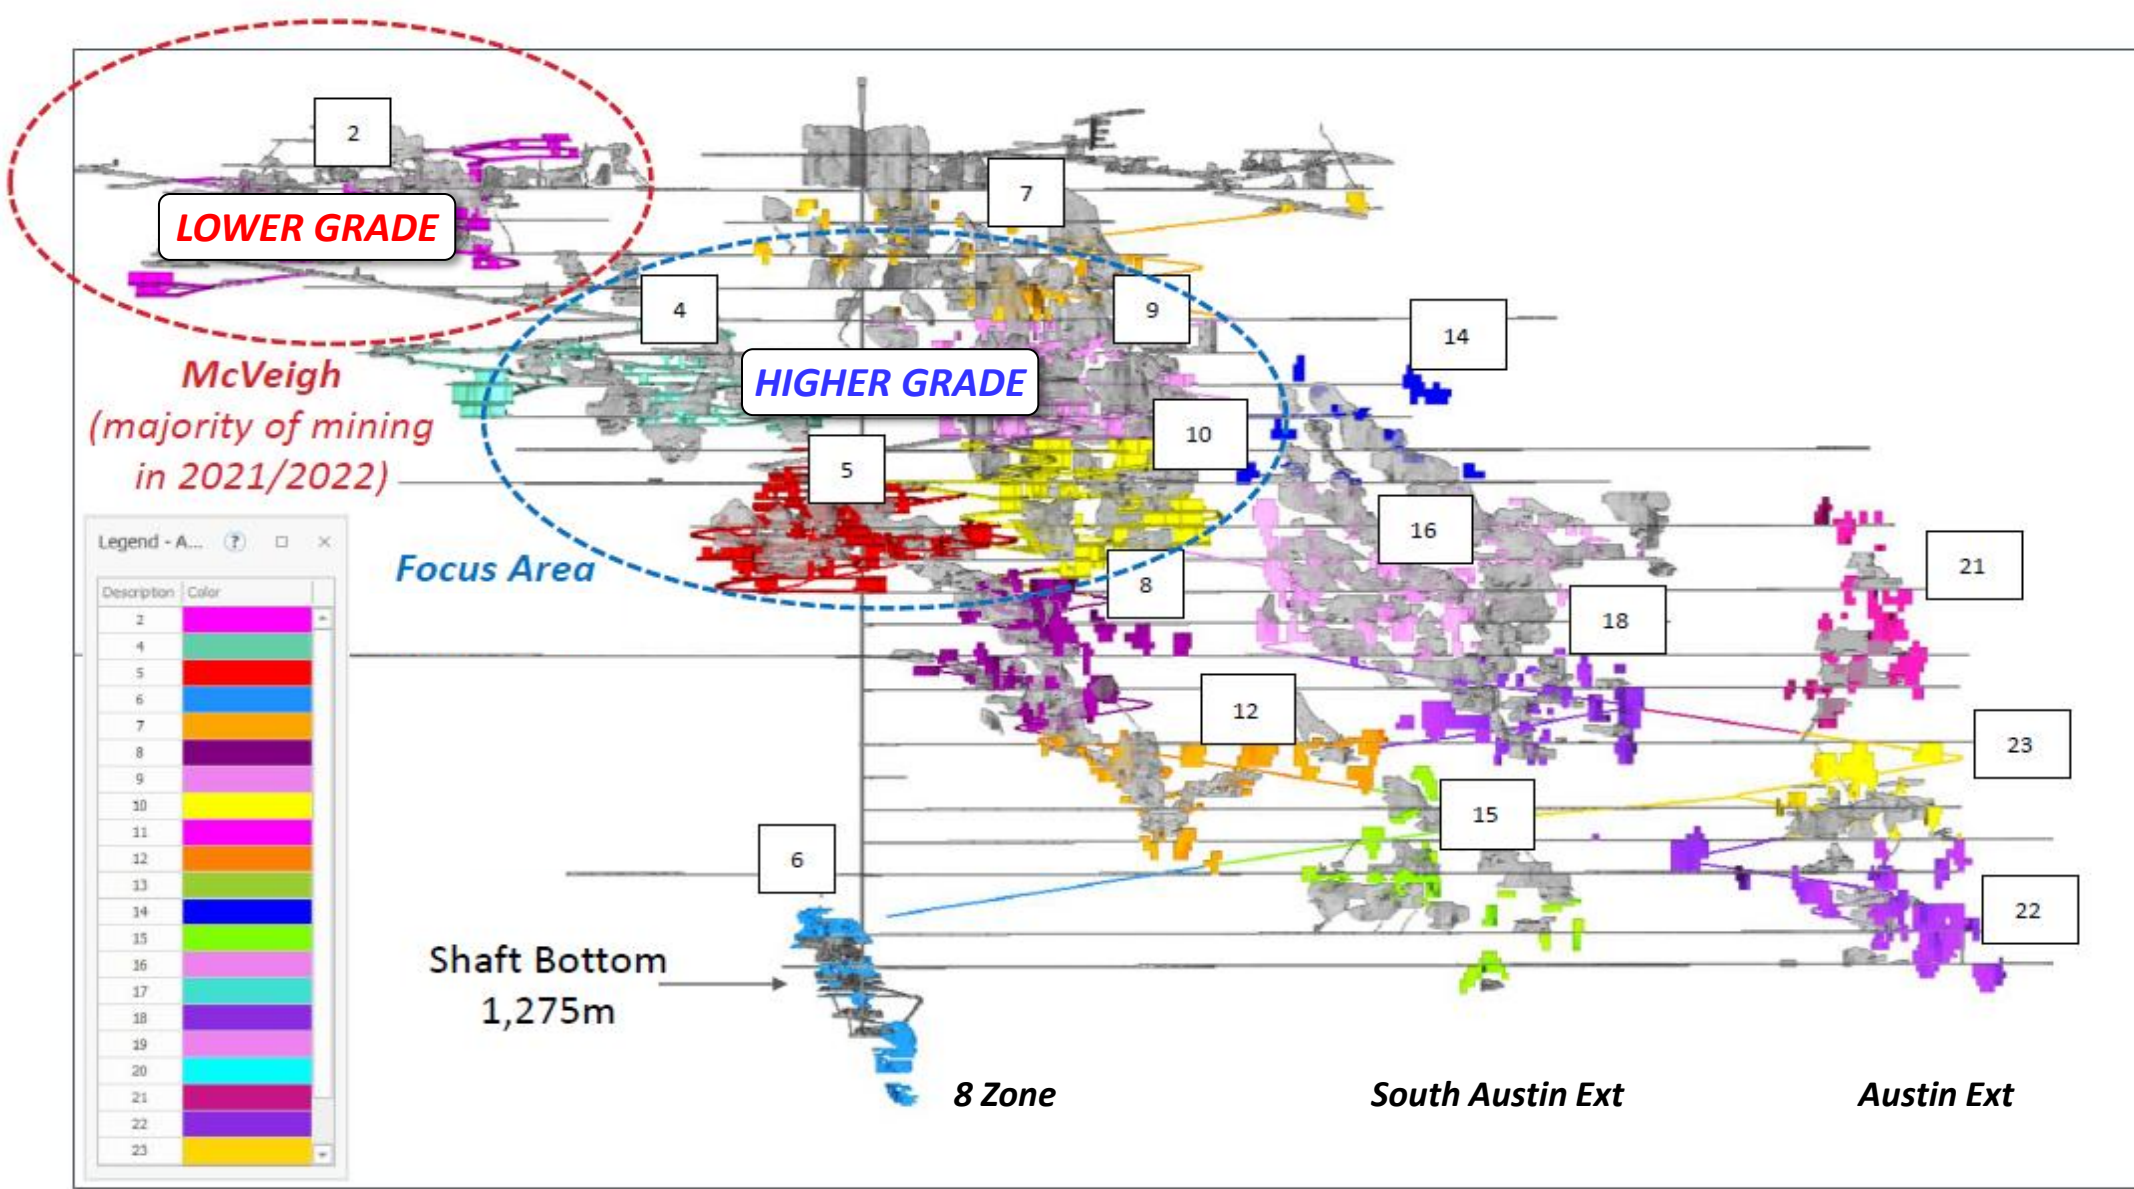 2
LOWER GRADE
7
4
9
14
HIGHER GRADE
McVeigh
(majority of mining
in 2021/2022)
10
5
16
Focus Area
21
8
18
12
23
15
6
22
Shaft Bottom
1,275m
8 Zone
South Austin Ext
Austin Ext
Legend - A...
Description Color
2
4
5
6
7
8
9
10
11
12
13
14
15
16
17
18
19
20
21
22
23